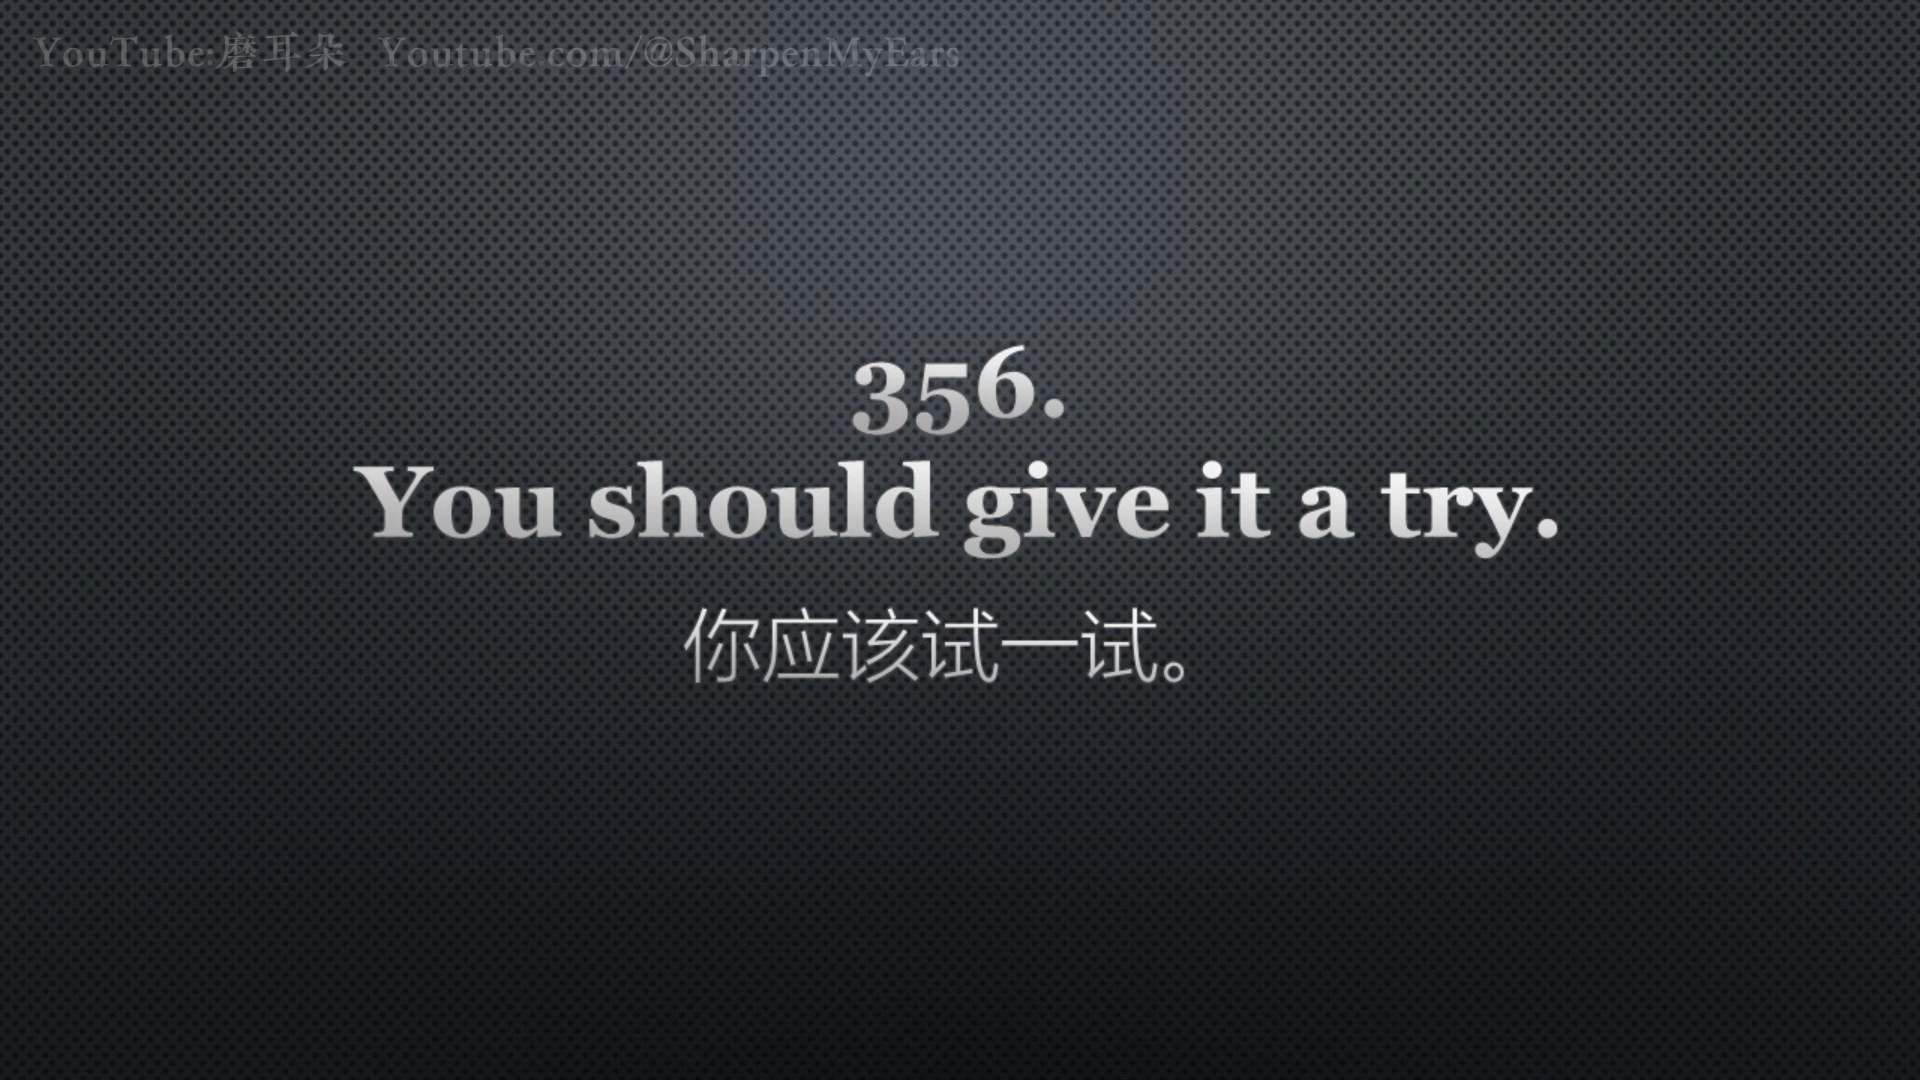 YouTube:磨耳朵 Youtube.com/@SharpenMyEars
356.
You should give it a try.
你应该试一试。